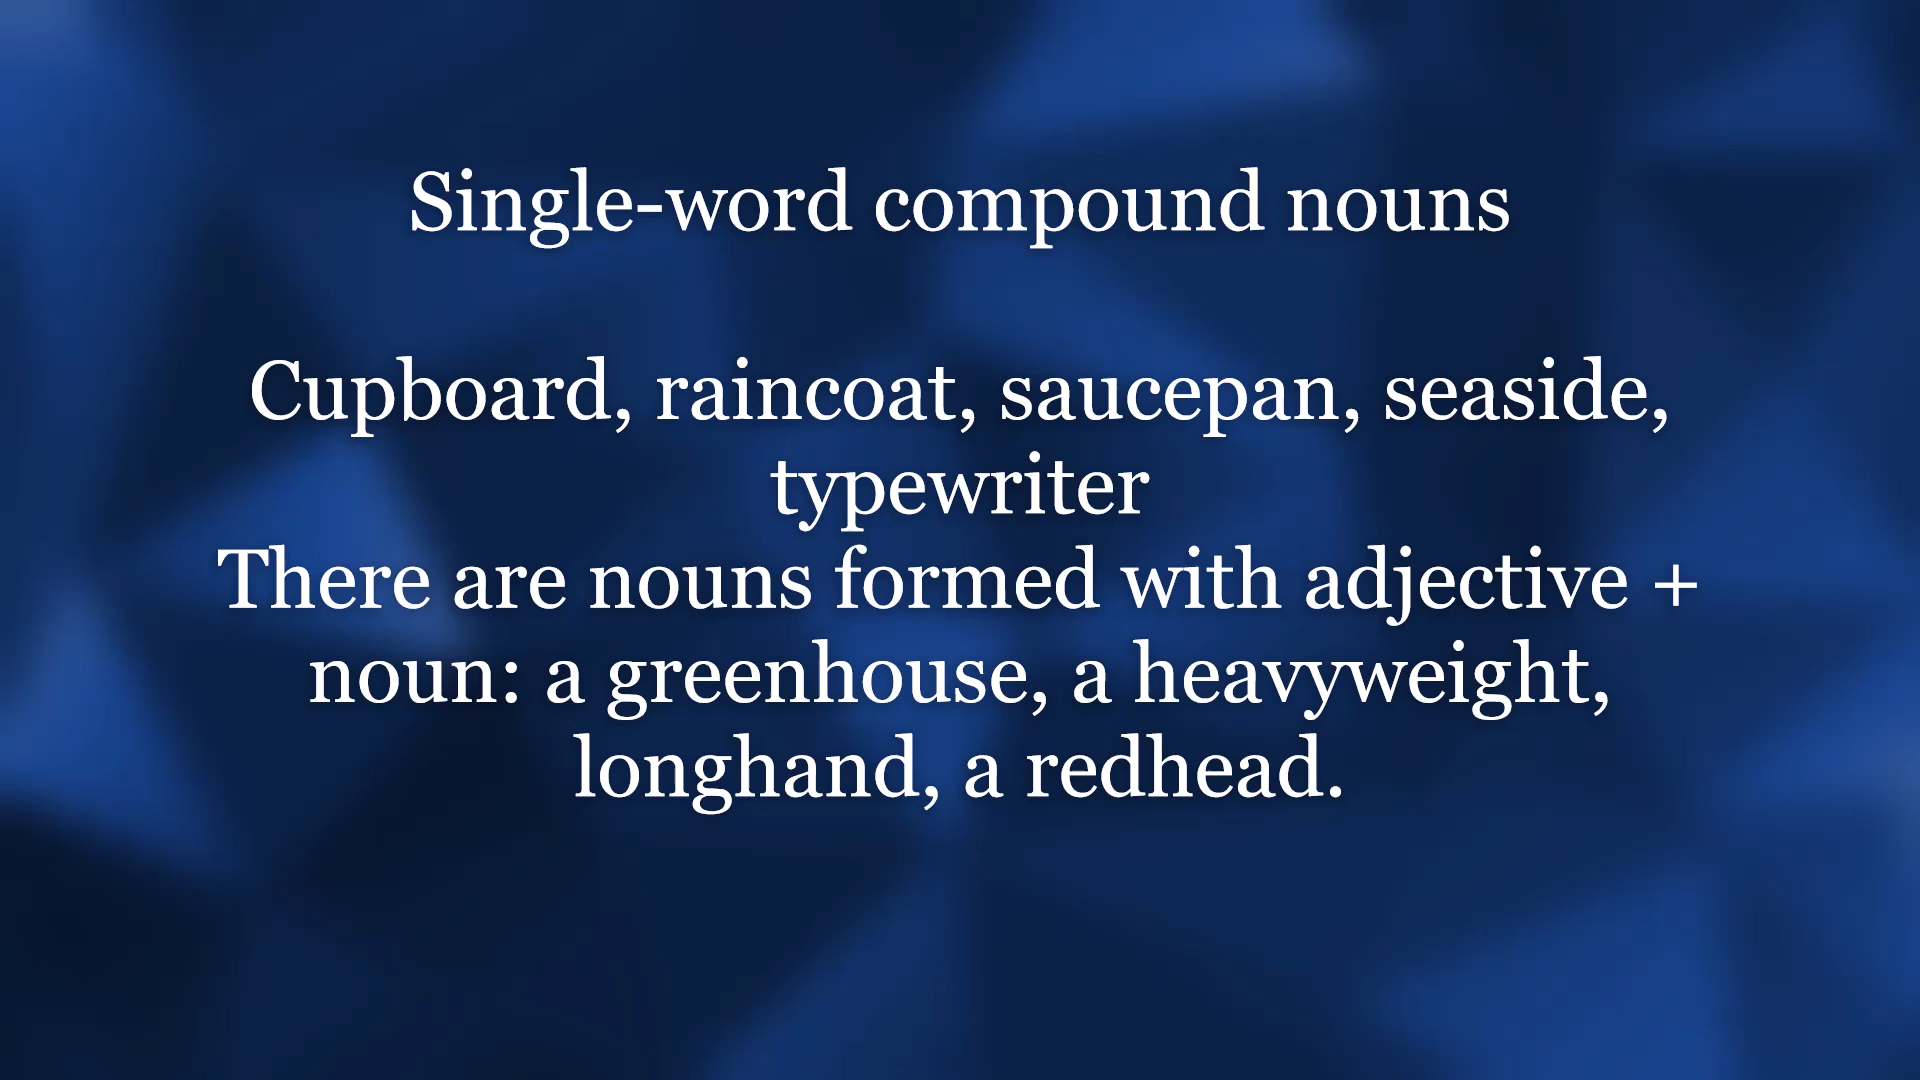 Single-word compound nouns
Cupboard, raincoat, saucepan, seaside,
typewriter
There are nouns formed with adjective +
noun: a greenhouse, a heavyweight,
longhand, a redhead.